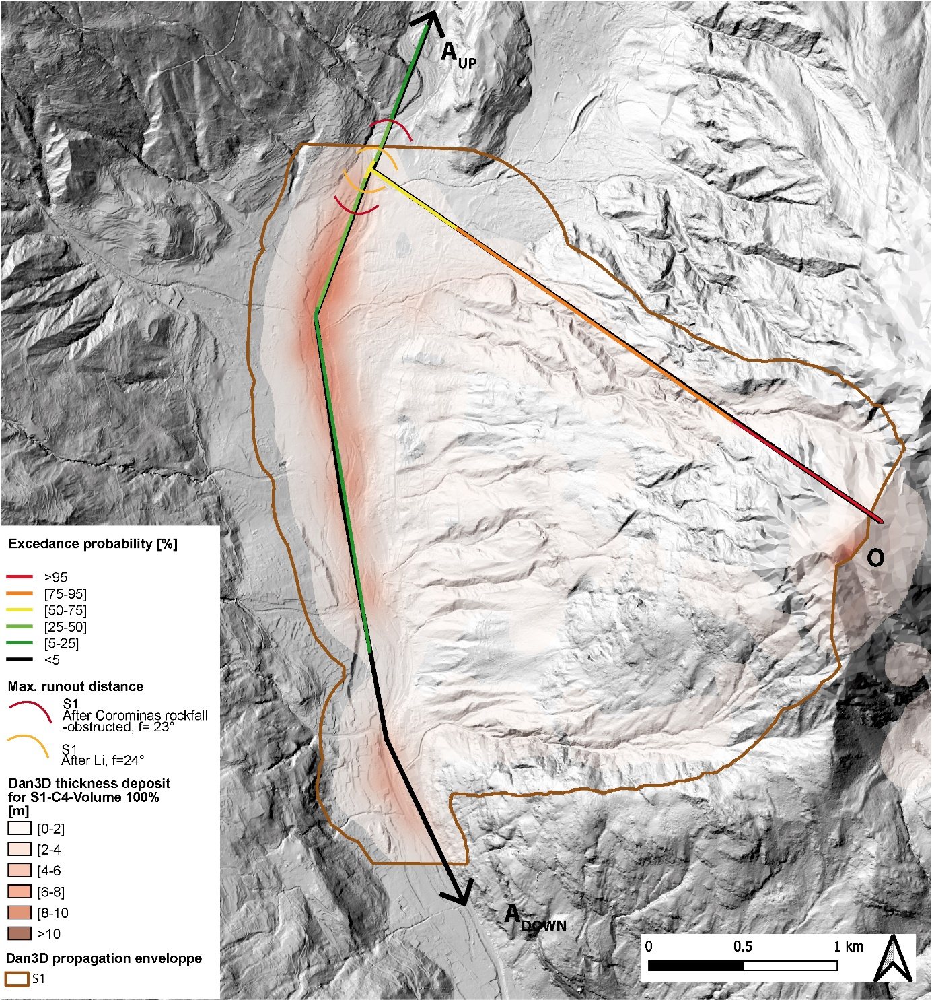 A UP
O
Excedance probability [%]
>95
[75-95]
[50-75]
[25-50]
[5-25]
<5
Max. runout distance
S1
After Corominas rockfall
-obstructed, f= 23°
S1
After Li, f=24°
Dan3D thickness deposit
for S1-C4-Volume 100%
[m]
[0-2]
[2-4
[4-6
[6-8]
[8-10
>10
Dan3D propagation enveloppe
S1
A DOWN
0 0.5 1 km